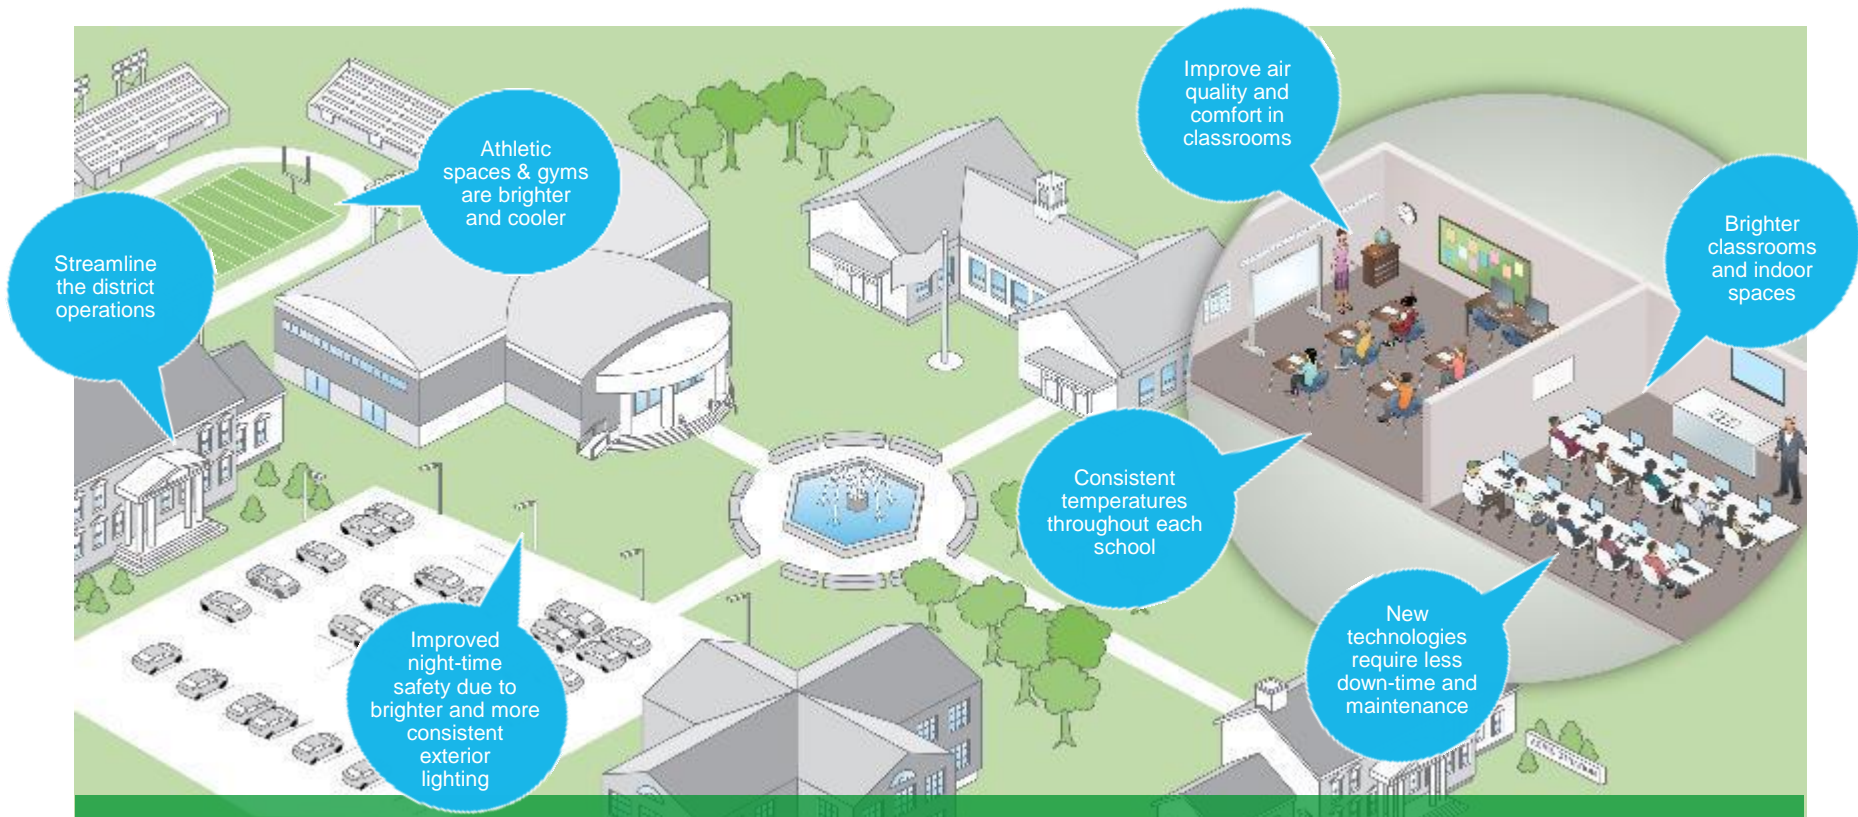 Improve air
quality and
comfort in
classrooms
Athletic
spaces & gyms
are brighter
and cooler
Brighter
classrooms
and indoor
spaces
Streamline
the district
operations
Consistent
temperatures
throughout each
school
New
technologies
require less
down-time and
maintenance
Improved
night-time
safety due to
brighter and more
consistent
exterior
lighting